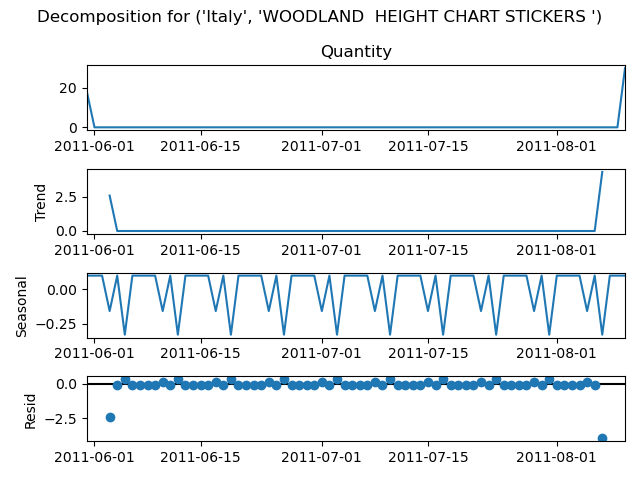 Decomposition for ('Italy', 'WOODLAND  HEIGHT CHART STICKERS ')
Quantity
20
0
2011-06-01 2011-06-15 2011-07-01 2011-07-15 2011-08-01
Trend
2.5
0.0
2011-06-01 2011-06-15 2011-07-01 2011-07-15 2011-08-01
Seasonal
0.00
−0.25
2011-06-01 2011-06-15 2011-07-01 2011-07-15 2011-08-01
Resid
0.0
−2.5
2011-06-01 2011-06-15 2011-07-01 2011-07-15 2011-08-01